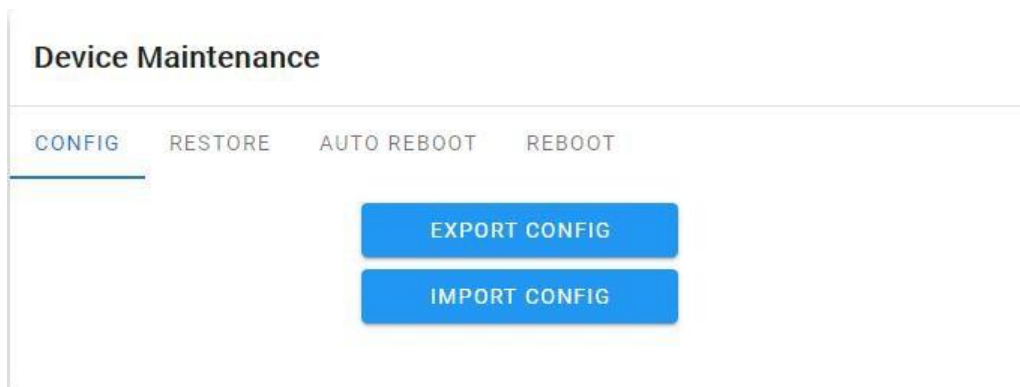 Device Maintenance
CONFIG RESTORE AUTO REBOOT REBOOT
EXPORT CONFIG
IMPORT CONFIG